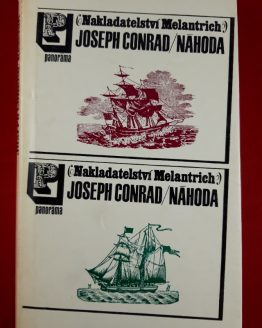 (:Nakladatelství Melantrich:)
JOSEPH CONRAD/NÁHODA
P
panorama
(:Nakladatelství Melantrich:)
JOSEPH CONRAD/NÁHODA
P
panorama